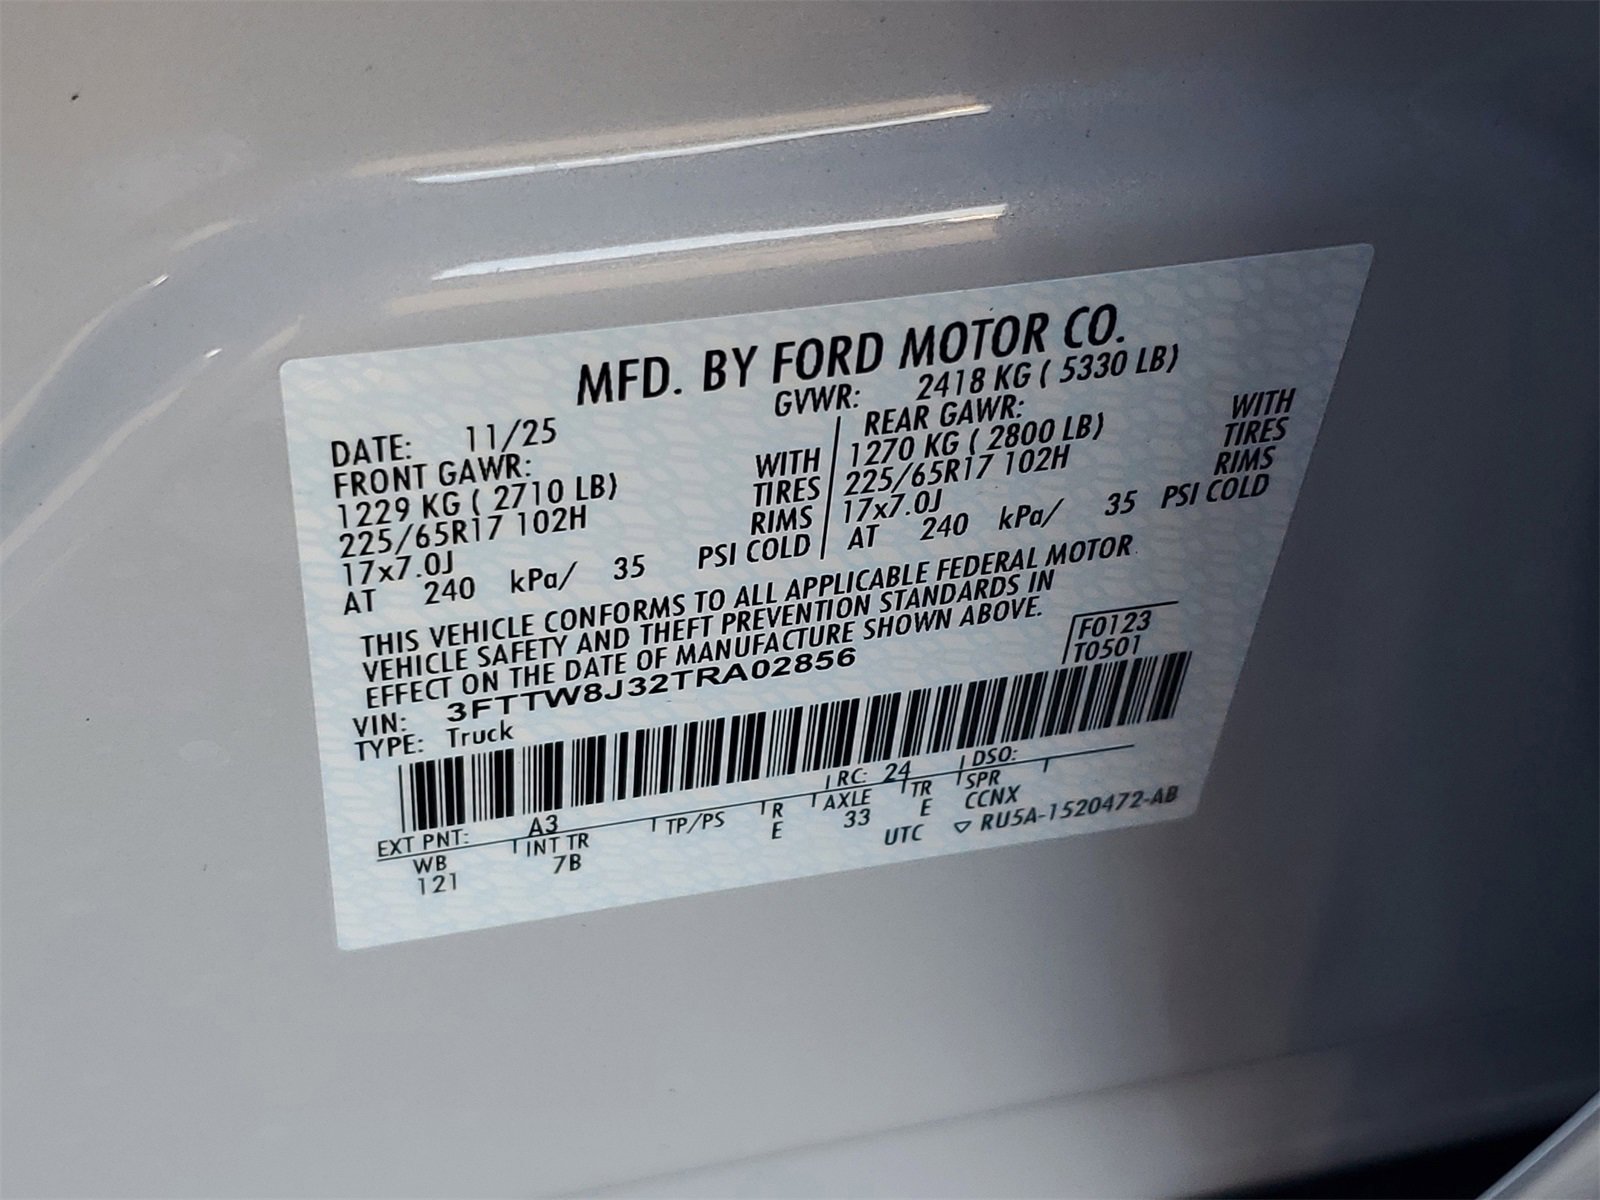 MFD. BY FORD MOTOR CO.
DATE: 11/25 GVWR: 2418 KG ( 5330 LB)
FRONT GAWR: REAR GAWR:
1229 KG ( 2710 LB) WITH 1270 KG ( 2800 LB) WITH
225/65R17 102H TIRES 225/65R17 102H TIRES
17x7.0J RIMS 17x7.0J RIMS
AT 240 kPa/ 35 PSI COLD AT 240 kPa/ 35 PSI COLD
THIS VEHICLE CONFORMS TO ALL APPLICABLE FEDERAL MOTOR
VEHICLE SAFETY AND THEFT PREVENTION STANDARDS IN
EFFECT ON THE DATE OF MANUFACTURE SHOWN ABOVE.
VIN: 3FTTW8J32TRA02856 F0123
TYPE: Truck T0501
EXT PNT: A3 RC: 24 DSO:
WB INT TR TP/PS R AXLE TR SPR
121 7B E 33 E CCNX
UTC ▽ RU5A-1520472-AB